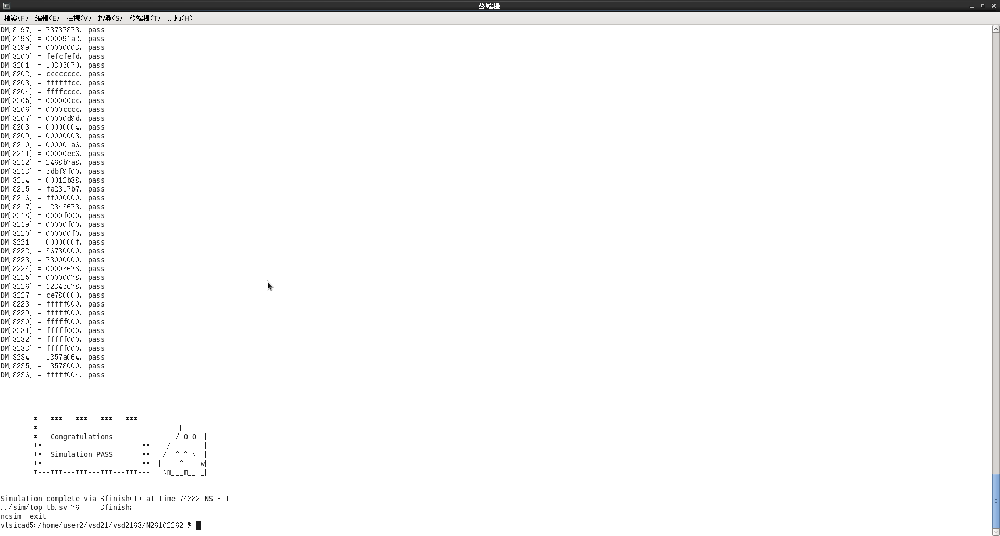 終端機
檔案(F) 編輯(E) 檢視(V) 搜尋(S) 終端機(T) 求助(H)
DM[8197] = 78787878, pass
DM[8198] = 000091a2, pass
DM[8199] = 00000003, pass
DM[8200] = fefcfefd, pass
DM[8201] = 10305070, pass
DM[8202] = cccccccc, pass
DM[8203] = ffffffcc, pass
DM[8204] = ffffcccc, pass
DM[8205] = 000000cc, pass
DM[8206] = 0000cccc, pass
DM[8207] = 00000d9d, pass
DM[8208] = 00000004, pass
DM[8209] = 00000003, pass
DM[8210] = 000001a6, pass
DM[8211] = 00000ec6, pass
DM[8212] = 2468b7a8, pass
DM[8213] = 5dbf9f00, pass
DM[8214] = 00012b38, pass
DM[8215] = fa2817b7, pass
DM[8216] = ff000000, pass
DM[8217] = 12345678, pass
DM[8218] = 0000f000, pass
DM[8219] = 00000f00, pass
DM[8220] = 000000f0, pass
DM[8221] = 0000000f, pass
DM[8222] = 56780000, pass
DM[8223] = 78000000, pass
DM[8224] = 00005678, pass
DM[8225] = 00000078, pass
DM[8226] = 12345678, pass
DM[8227] = ce780000, pass
DM[8228] = fffff000, pass
DM[8229] = fffff000, pass
DM[8230] = fffff000, pass
DM[8231] = fffff000, pass
DM[8232] = fffff000, pass
DM[8233] = fffff000, pass
DM[8234] = 1357a064, pass
DM[8235] = 13578000, pass
DM[8236] = fffff004, pass
****************************
**                        **       |__||
**  Congratulations !!    **      / O.O  |
**                        **    /_____   |
**  Simulation PASS!!     **   /^ ^ ^ \  |
**                        **  |^ ^ ^ ^ |w|
****************************   \m___m__|_|
Simulation complete via $finish(1) at time 74382 NS + 1
../sim/top_tb.sv:76     $finish;
ncsim> exit
vlsicad5:/home/user2/vsd21/vsd2163/N26102262 %